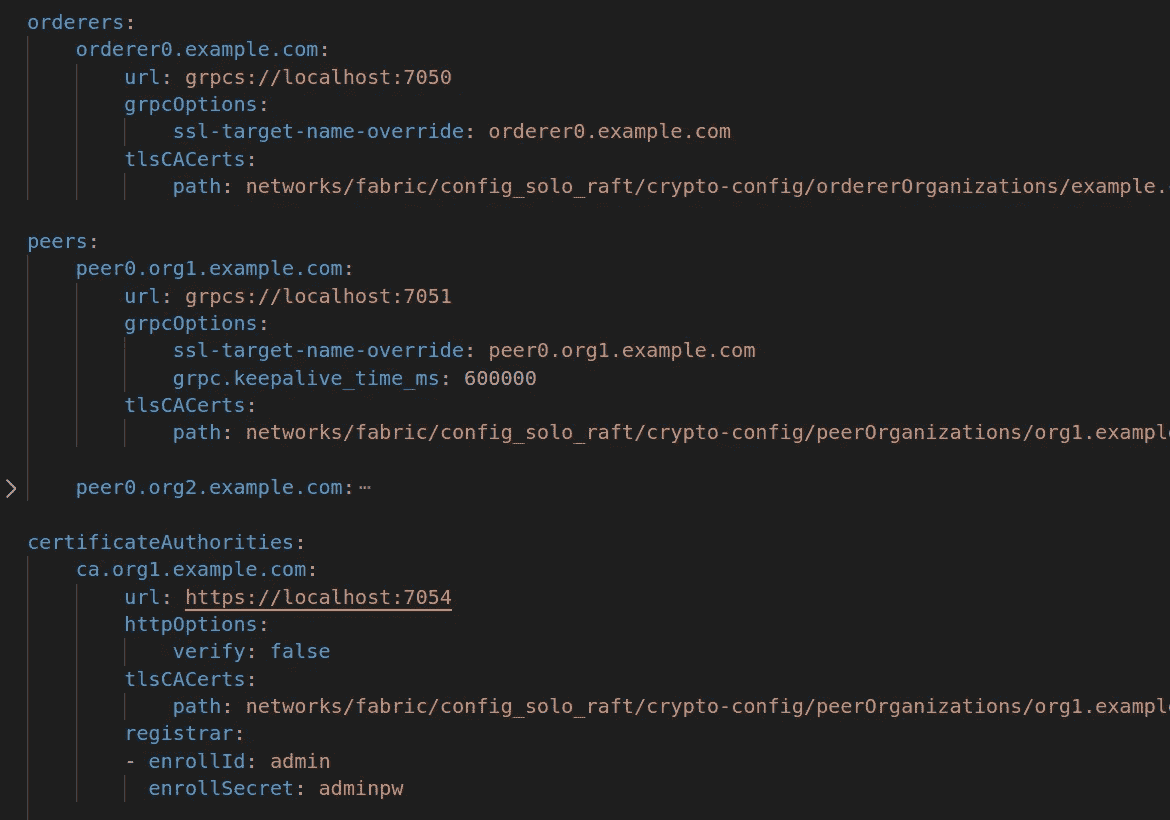 orderers:
    orderer0.example.com:
        url: grpcs://localhost:7050
        grpcOptions:
            ssl-target-name-override: orderer0.example.com
        tlsCACerts:
            path: networks/fabric/config_solo_raft/crypto-config/ordererOrganizations/example.

peers:
    peer0.org1.example.com:
        url: grpcs://localhost:7051
        grpcOptions:
            ssl-target-name-override: peer0.org1.example.com
            grpc.keepalive_time_ms: 600000
        tlsCACerts:
            path: networks/fabric/config_solo_raft/crypto-config/peerOrganizations/org1.example

    peer0.org2.example.com:⋯

certificateAuthorities:
    ca.org1.example.com:
        url: https://localhost:7054
        httpOptions:
            verify: false
        tlsCACerts:
            path: networks/fabric/config_solo_raft/crypto-config/peerOrganizations/org1.example
        registrar:
        - enrollId: admin
          enrollSecret: adminpw